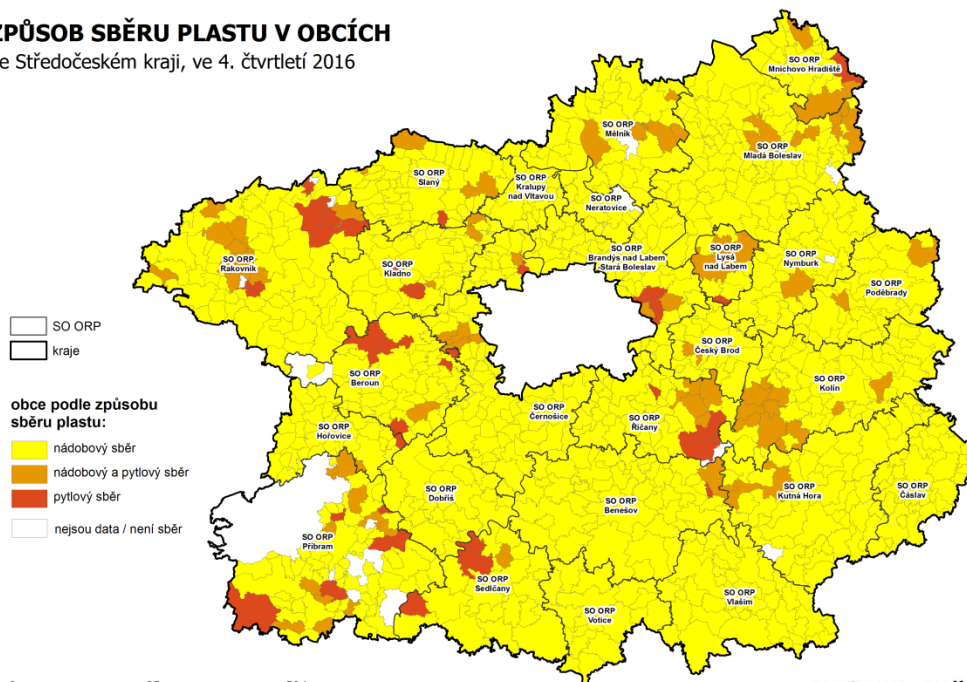 ZPŮSOB SBĚRU PLASTU V OBCÍCH
ve Středočeském kraji, ve 4. čtvrtletí 2016
SO ORP
Mnichovo Hradiště
SO ORP
Mělník
SO ORP
Mladá Boleslav
SO ORP
Slaný
SO ORP
Kralupy
nad Vltavou
SO ORP
Neratovice
SO ORP
Rakovník
SO ORP
Kladno
SO ORP
Brandýs nad Labem
-Stará Boleslav
SO ORP
Lysá
nad Labem
SO ORP
Nymburk
SO ORP
Poděbrady
SO ORP
kraje
SO ORP
Beroun
SO ORP
Český Brod
SO ORP
Kolín
obce podle způsobu
sběru plastu:
nádobový sběr
nádobový a pytlový sběr
pytlový sběr
nejsou data / není sběr
SO ORP
Hořovice
SO ORP
Černošice
SO ORP
Říčany
SO ORP
Dobříš
SO ORP
Benešov
SO ORP
Kutná Hora
SO ORP
Čáslav
SO ORP
Příbram
SO ORP
Sedlčany
SO ORP
Votice
SO ORP
Vlašim